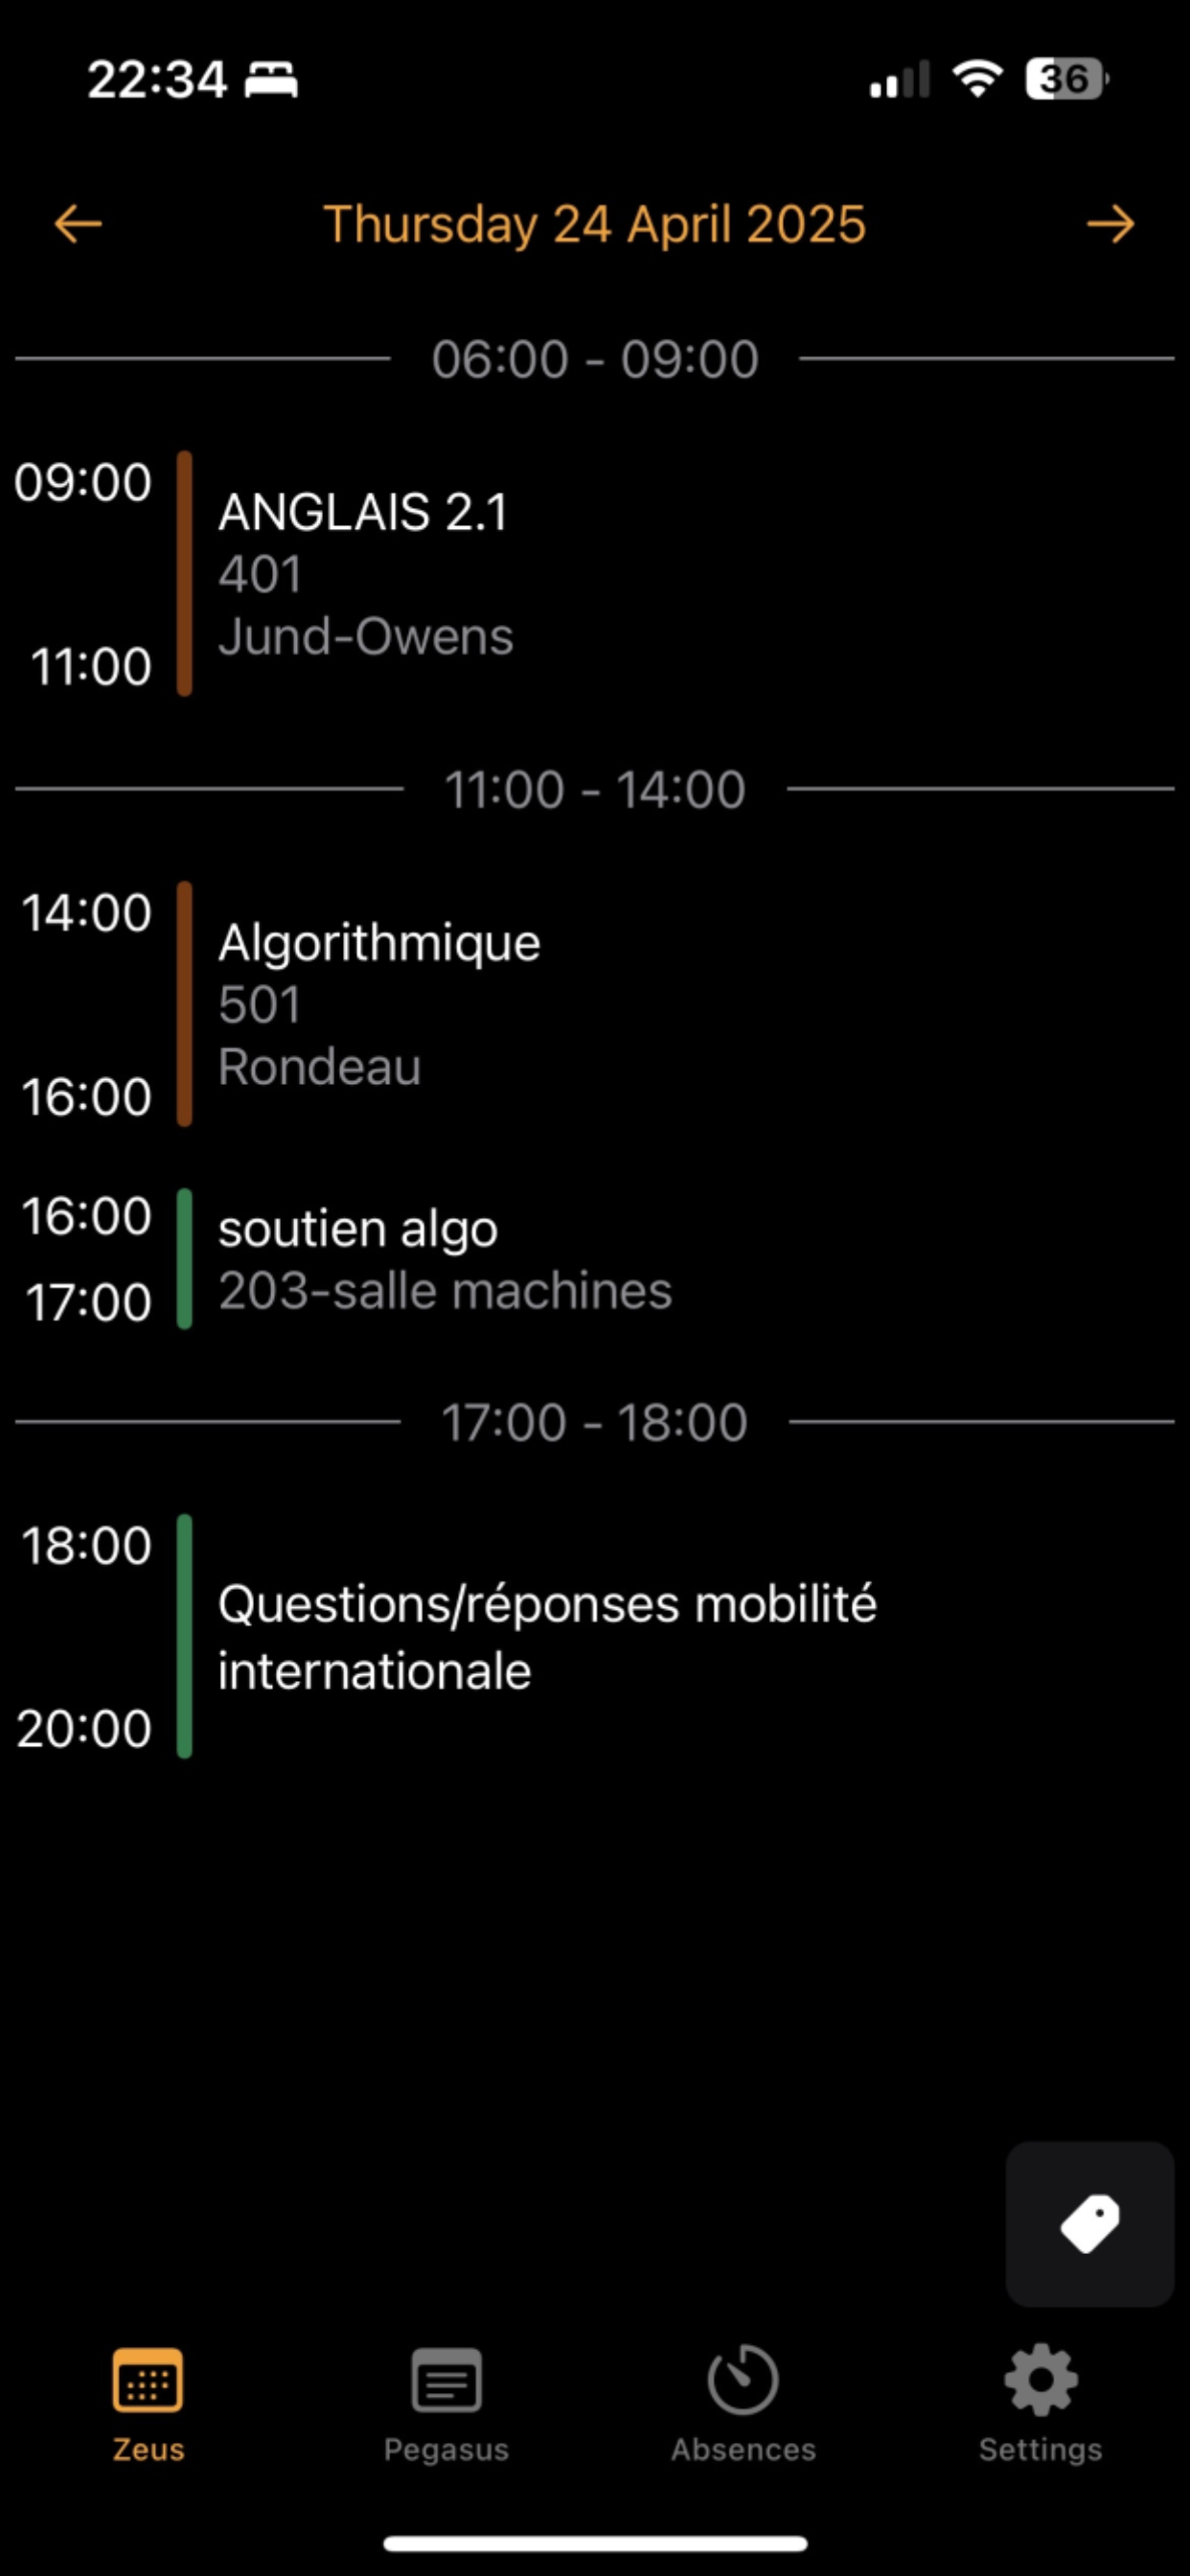 22:34
36
Thursday 24 April 2025
06:00 - 09:00
09:00
ANGLAIS 2.1
401
Jund-Owens
11:00
11:00 - 14:00
14:00
Algorithmique
501
Rondeau
16:00
16:00
soutien algo
203-salle machines
17:00
17:00 - 18:00
18:00
Questions/réponses mobilité
internationale
20:00
Zeus
Pegasus
Absences
Settings